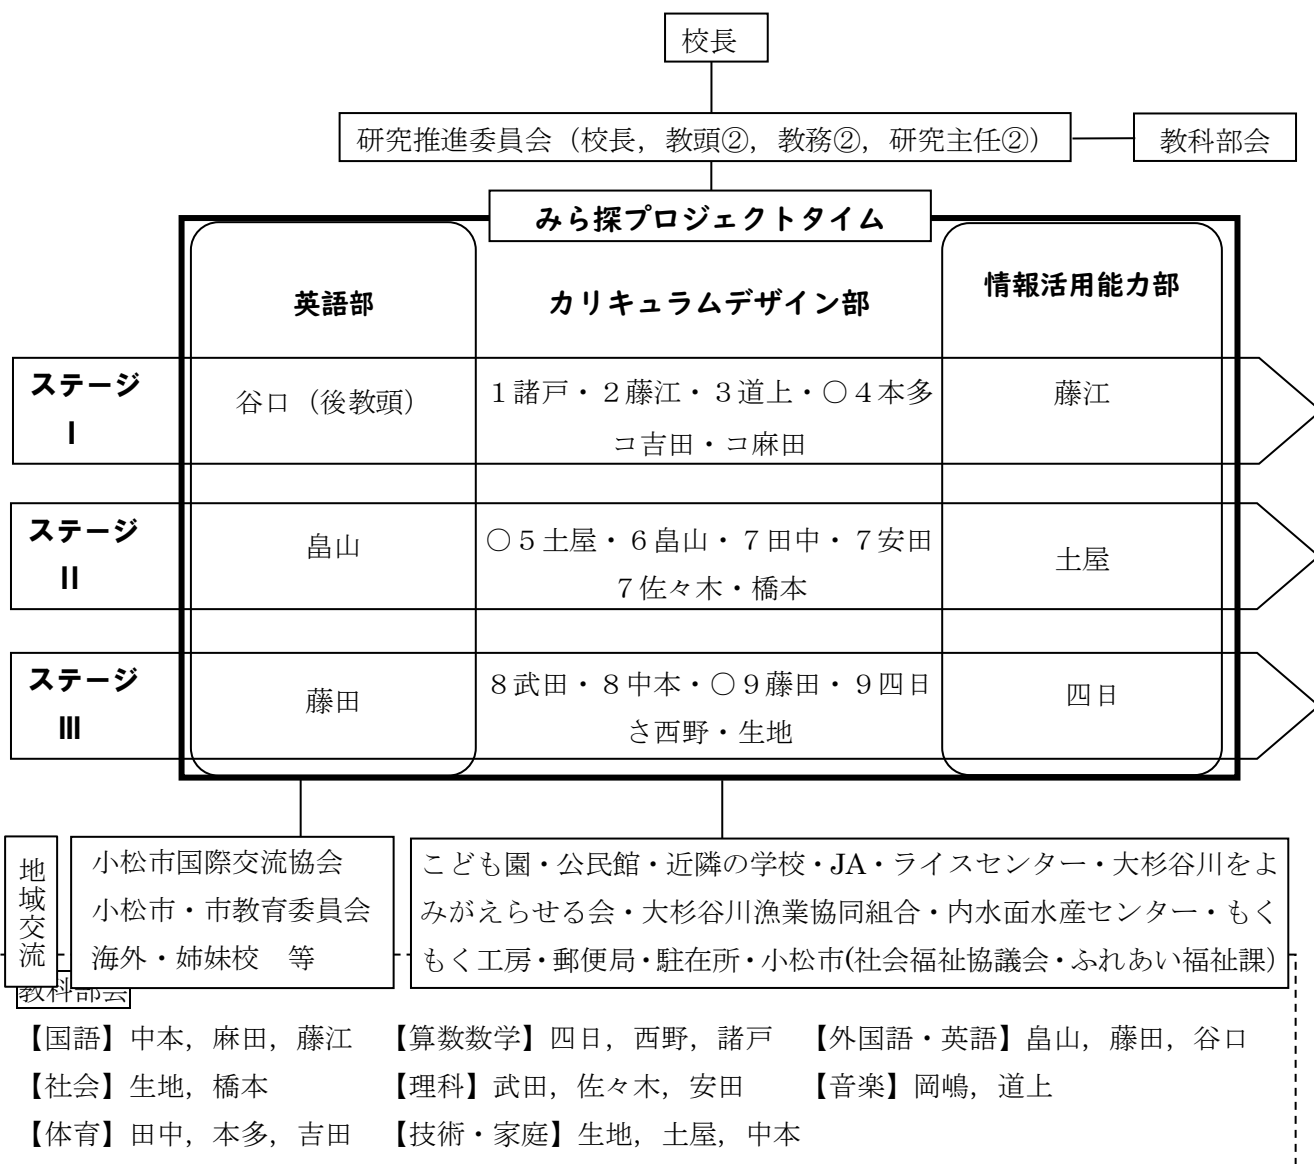 校長
研究推進委員会（校長，教頭②，教務②，研究主任②）
教科部会
みら探プロジェクトタイム
英語部
カリキュラムデザイン部
情報活用能力部
ステージ
Ⅰ
谷口（後教頭）
１諸戸・２藤江・３道上・○４本多
コ吉田・コ麻田
藤江
ステージ
Ⅱ
畠山
○５土屋・６畠山・７田中・７安田
７佐々木・橋本
土屋
ステージ
Ⅲ
藤田
８武田・８中本・○９藤田・９四日
さ西野・生地
四日
地域交流
小松市国際交流協会
小松市・市教育委員会
海外・姉妹校　等
こども園・公民館・近隣の学校・JA・ライスセンター・大杉谷川をよ
みがえらせる会・大杉谷川漁業協同組合・内水面水産センター・もく
もく工房・郵便局・駐在所・小松市(社会福祉協議会・ふれあい福祉課)
教科部会
【国語】中本，麻田，藤江　【算数数学】四日，西野，諸戸　【外国語・英語】畠山，藤田，谷口
【社会】生地，橋本　【理科】武田，佐々木，安田　【音楽】岡嶋，道上
【体育】田中，本多，吉田　【技術・家庭】生地，土屋，中本